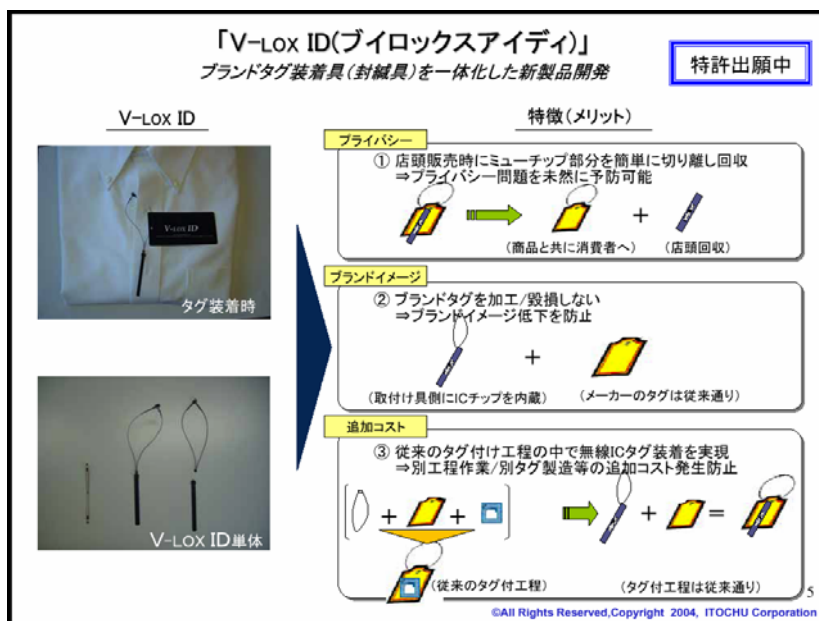 「V-LOX ID(ブイロックスアイディ)」
ブランドタグ装着具(封緘具)を一体化した新製品開発
特許出願中
V-LOX ID
V-LOX ID
タグ装着時
V-LOX ID単体
特徴(メリット)
プライバシー
① 店頭販売時にミューチップ部分を簡単に切り離し回収
⇒プライバシー問題を未然に予防可能
+
(商品と共に消費者へ)
(店頭回収)
ブランドイメージ
② ブランドタグを加工/毀損しない
⇒ブランドイメージ低下を防止
+
(取付け具側にICチップを内蔵)
(メーカーのタグは従来通り)
追加コスト
③ 従来のタグ付け工程の中で無線ICタグ装着を実現
⇒別工程作業/別タグ製造等の追加コスト発生防止
+ + + =
(従来のタグ付工程)
(タグ付工程は従来通り)
5
©All Rights Reserved,Copyright 2004, ITOCHU Corporation